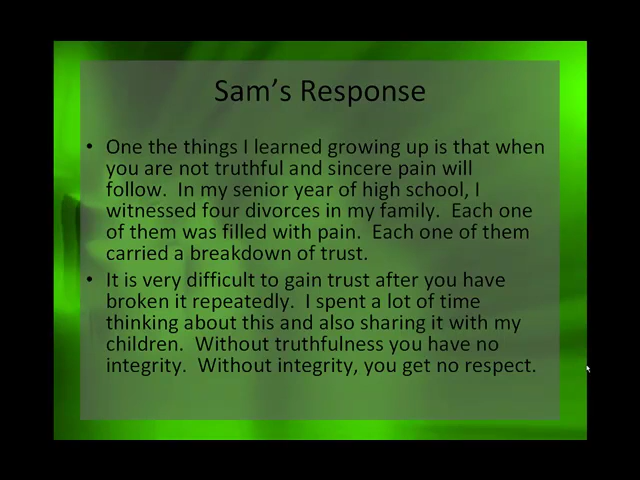 Sam's Response
• One the things I learned growing up is that when
you are not truthful and sincere pain will
follow.  In my senior year of high school, I
witnessed four divorces in my family.  Each one
of them was filled with pain.  Each one of them
carried a breakdown of trust.
• It is very difficult to gain trust after you have
broken it repeatedly.  I spent a lot of time
thinking about this and also sharing it with my
children.  Without truthfulness you have no
integrity.  Without integrity, you get no respect.